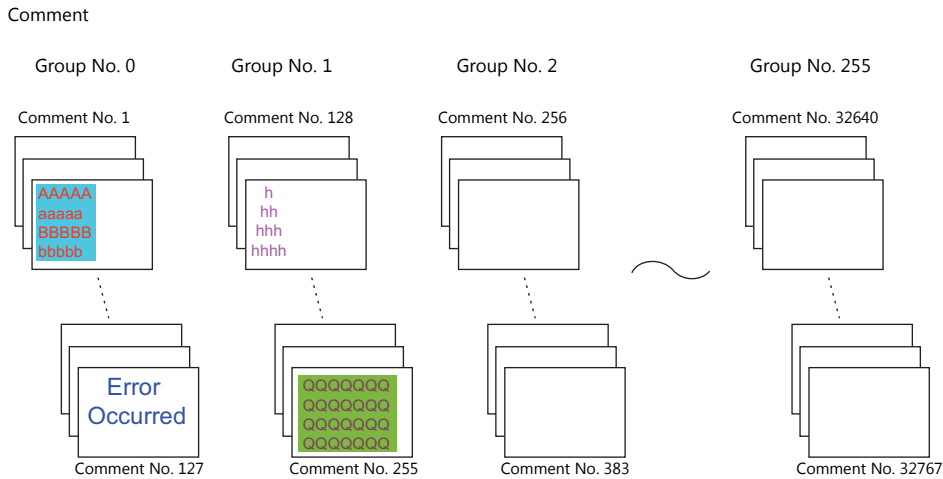 Comment
Group No. 0
Group No. 1
Group No. 2
Group No. 255
Comment No. 1
Comment No. 128
Comment No. 256
Comment No. 32640
AAAAA
aaaaa
BBBBB
bbbbb
h
hh
hhh
hhhh
Error
Occurred
QQQQQQQ
QQQQQQQ
QQQQQQQ
QQQQQQQ
Comment No. 127
Comment No. 255
Comment No. 383
Comment No. 32767